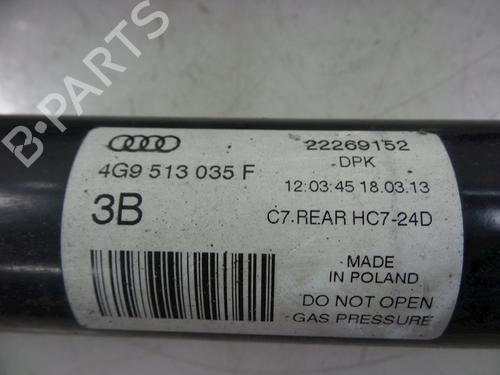 22269152
4G9 513 035 F
DPK
12:03:45 18.03.13
3B
C7 REAR HC7-24D
MADE
IN POLAND
DO NOT OPEN
GAS PRESSURE
B-PARTS